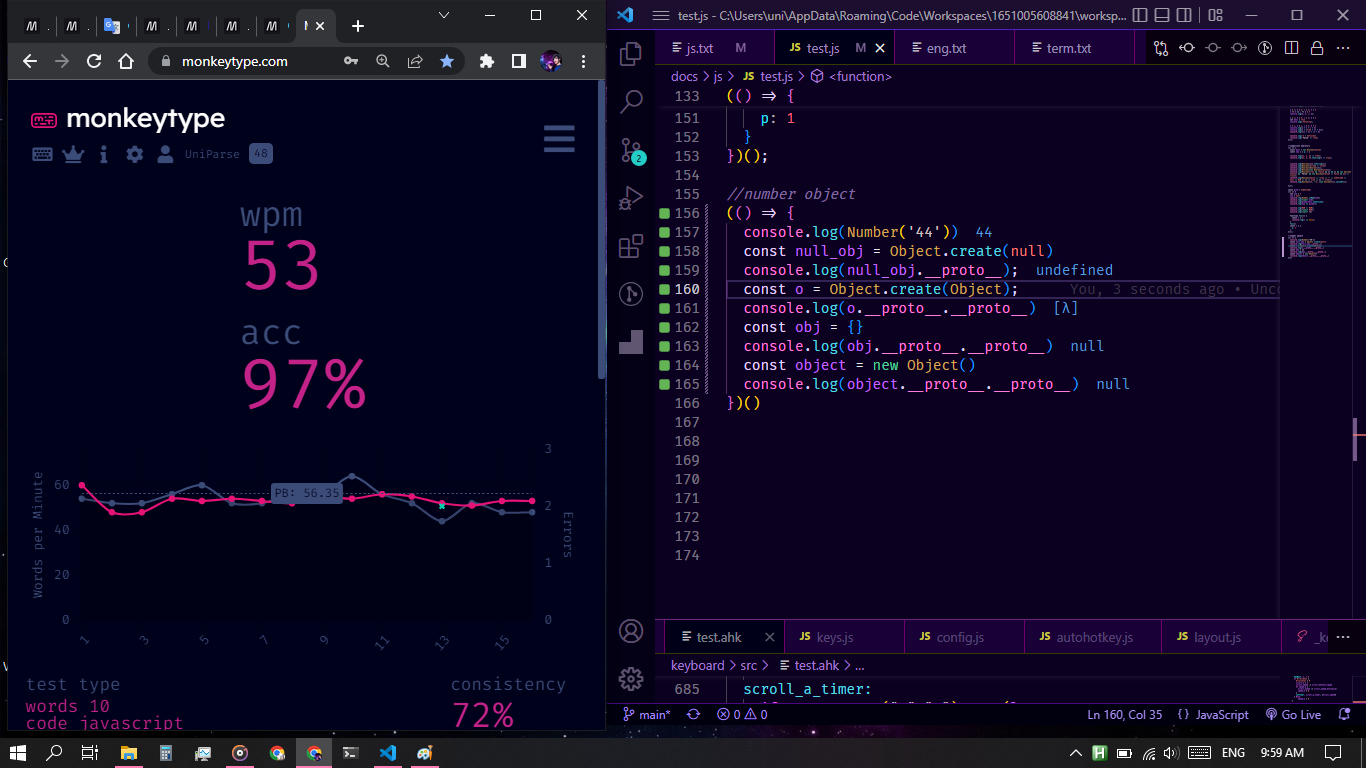 monkeytype.com
monkeytype
UniParse 48
wpm
53
acc
97%
3
60
PB: 56.35
2
Words per Minute
40
Errors
20
1
0
0
1 3 5 7 9 11 13 15
test type
consistency
words 10
72%
code javascript
test.js - C:\Users\uni\AppData\Roaming\Code\Workspaces\1651005608841\worksp...
js.txt M
JS test.js M
eng.txt
term.txt
docs > js > JS test.js > <function>
133 (() => {
151 p: 1
152 }
153 })();
154
155 //number object
156 (() => {
157 console.log(Number('44')) 44
158 const null_obj = Object.create(null)
159 console.log(null_obj.__proto__); undefined
160 const o = Object.create(Object); You, 3 seconds ago • Unco
161 console.log(o.__proto__.__proto__) [λ]
162 const obj = {}
163 console.log(obj.__proto__.__proto__) null
164 const object = new Object()
165 console.log(object.__proto__.__proto__) null
166 })()
167
168
169
170
171
172
173
174
2
test.ahk
JS keys.js
JS config.js
JS autohotkey.js
JS layout.js
keyboard > src > test.ahk > ...
685 scroll_a_timer:
main* 0 0
Ln 160, Col 35 {} JavaScript Go Live
ENG 9:59 AM